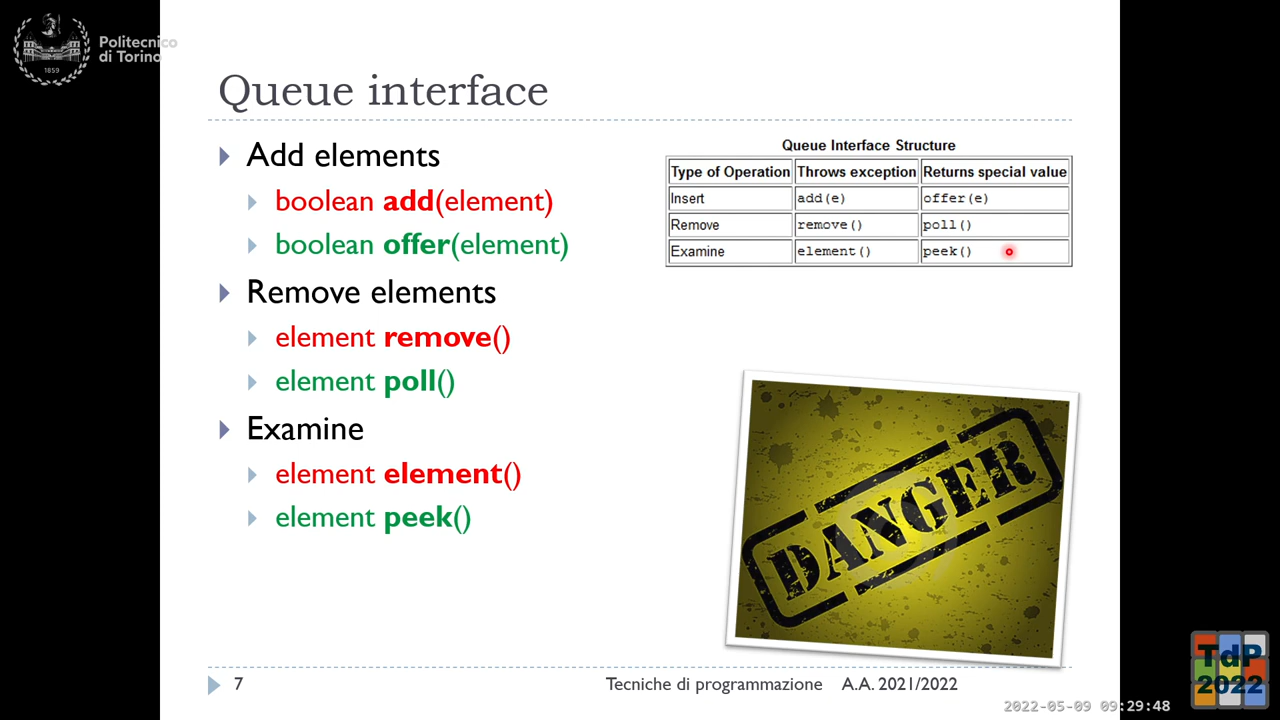 Politecnico
di Torino
1859
Queue interface
Add elements
boolean add(element)
boolean offer(element)
Remove elements
element remove()
element poll()
Examine
element element()
element peek()
Queue Interface Structure
Type of Operation Throws exception Returns special value
Insert add(e) offer(e)
Remove remove() poll()
Examine element() peek()
DANGER
7 Tecniche di programmazione A.A. 2021/2022
TdP
2022
2022-05-09 09:29:48